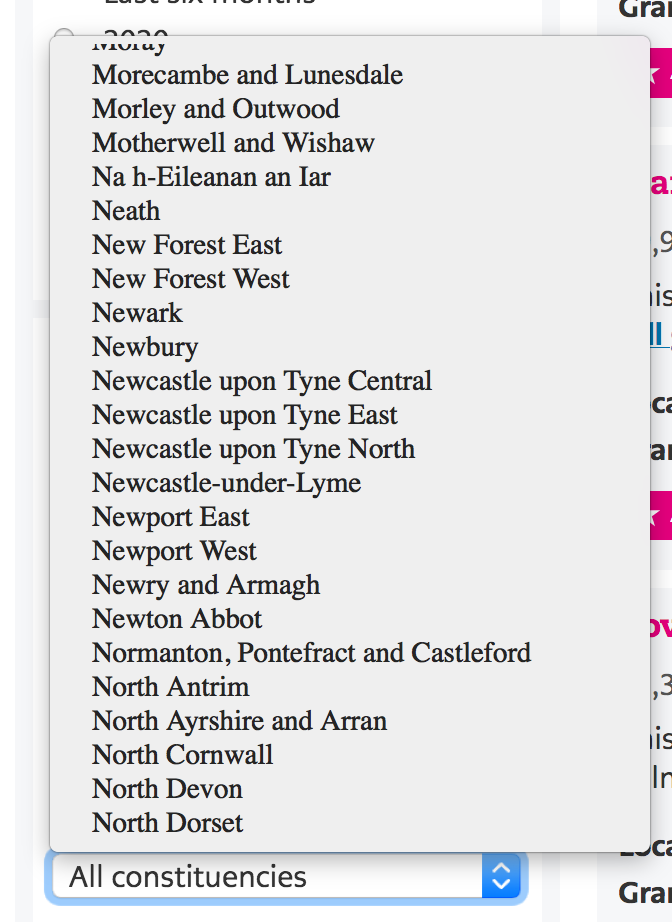 Last six months
Gran
2020
Moray
Morecambe and Lunesdale
Morley and Outwood
Motherwell and Wishaw
Na h-Eileanan an Iar
Neath
New Forest East
New Forest West
Newark
Newbury
Newcastle upon Tyne Central
Newcastle upon Tyne East
Newcastle upon Tyne North
Newcastle-under-Lyme
Newport East
Newport West
Newry and Armagh
Newton Abbot
Normanton, Pontefract and Castleford
North Antrim
North Ayrshire and Arran
North Cornwall
North Devon
North Dorset
All constituencies
Gran